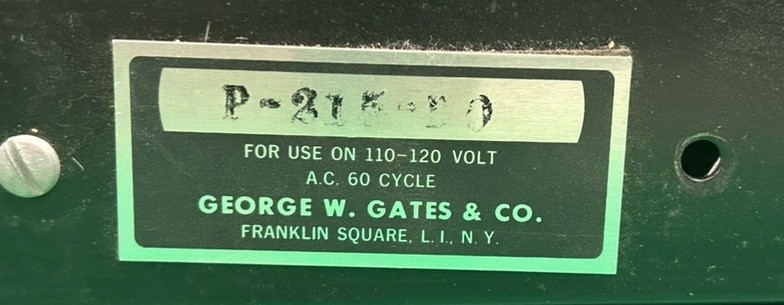 FOR USE ON 110-120 VOLT
A.C. 60 CYCLE
GEORGE W. GATES & CO.
FRANKLIN SQUARE, L.I., N.Y.